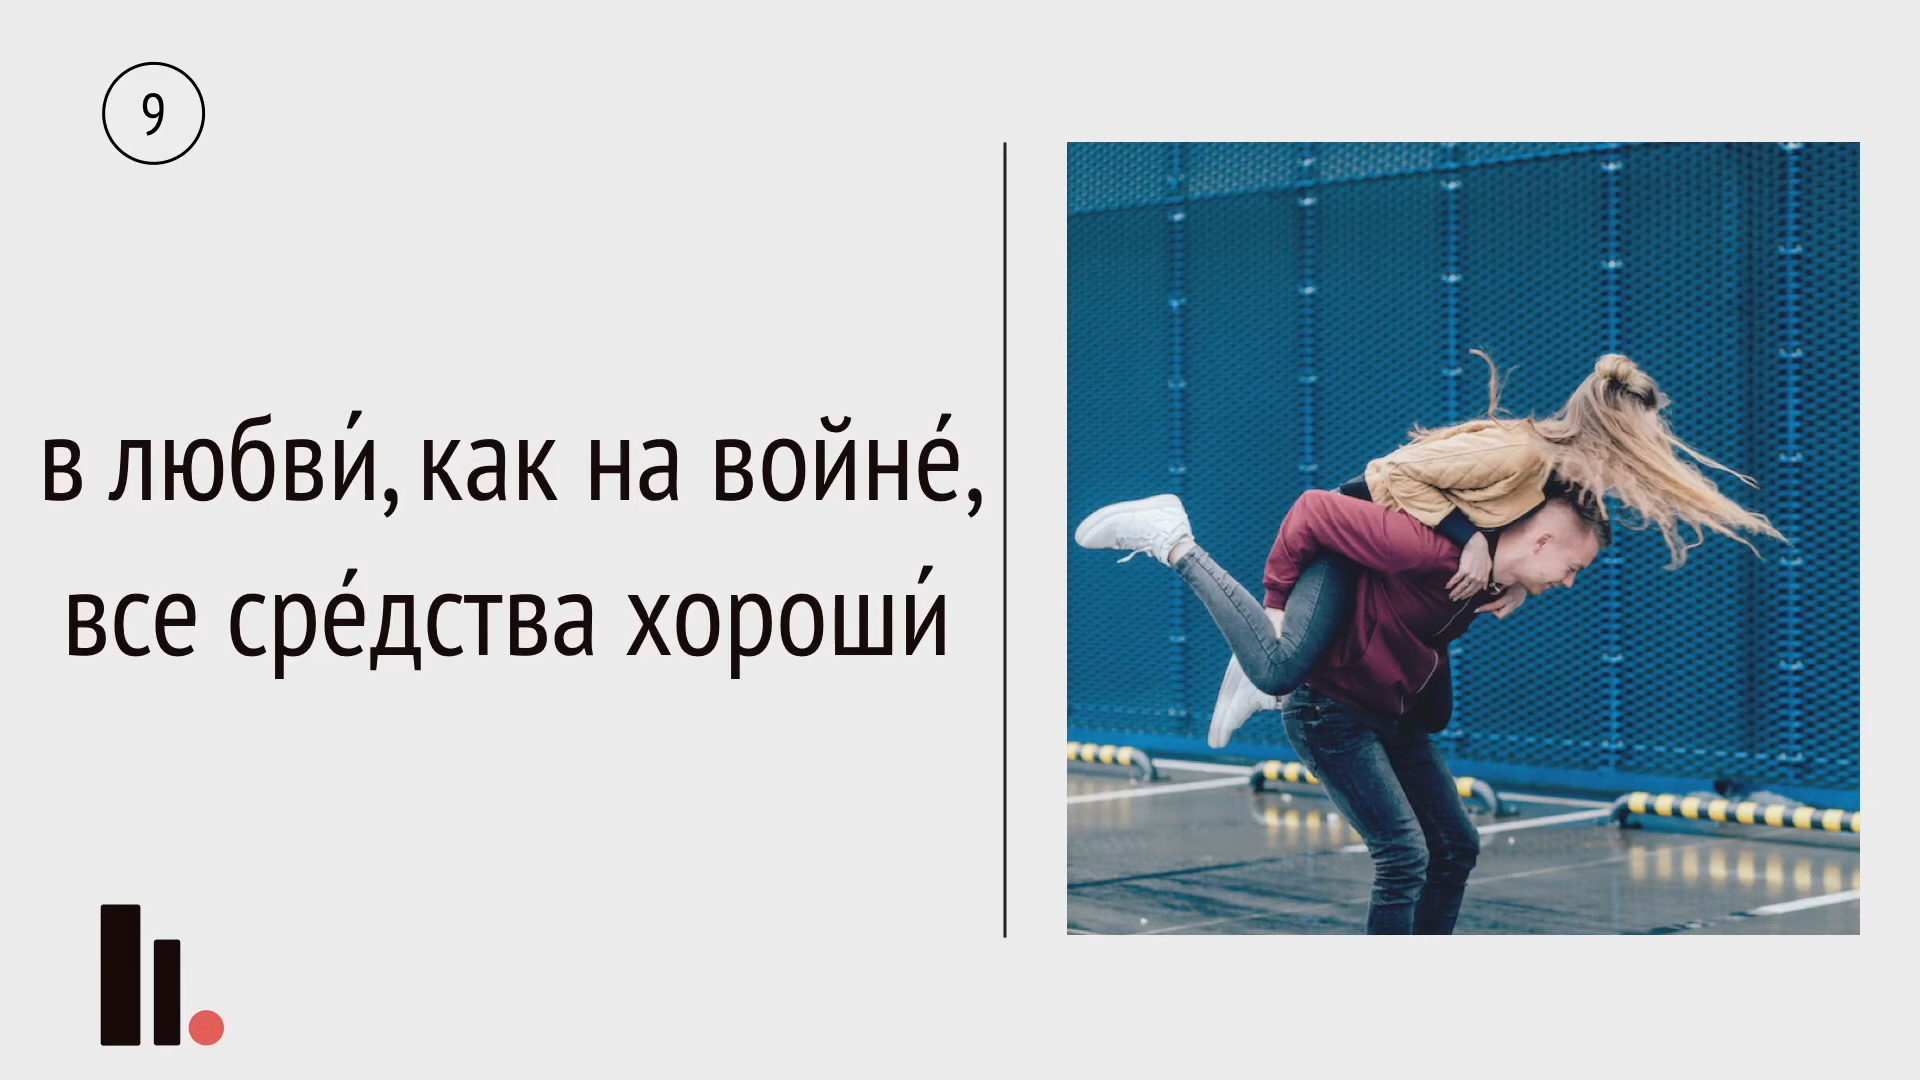 9
в любви́, как на войне́,
все сре́дства хороши́